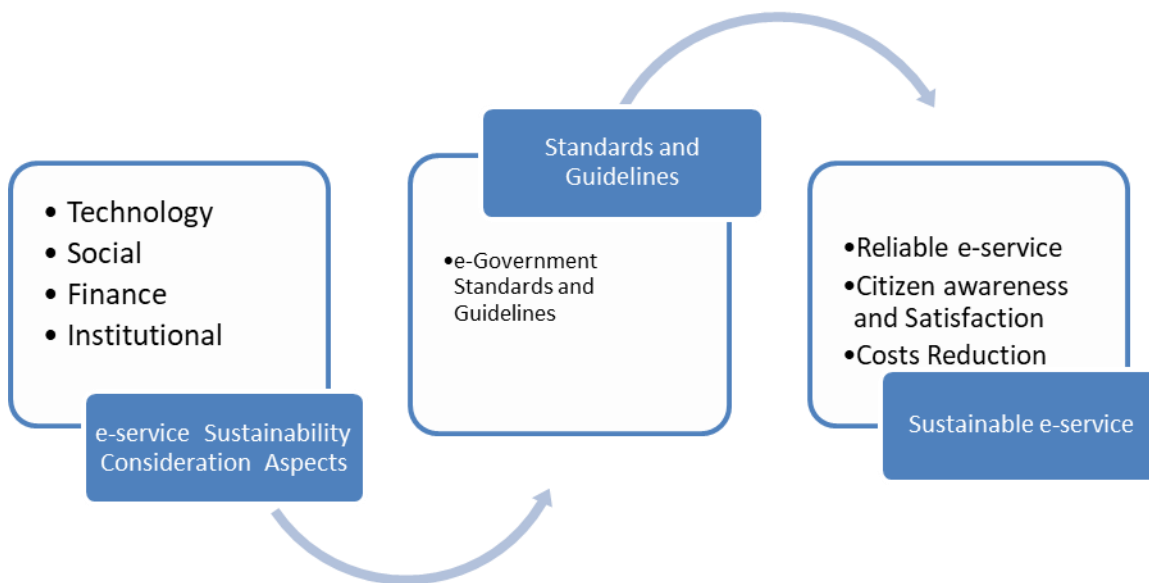 • Technology
• Social
• Finance
• Institutional
e-service Sustainability
Consideration Aspects
Standards and
Guidelines
•e-Government
Standards and
Guidelines
•Reliable e-service
•Citizen awareness
and Satisfaction
•Costs Reduction
Sustainable e-service